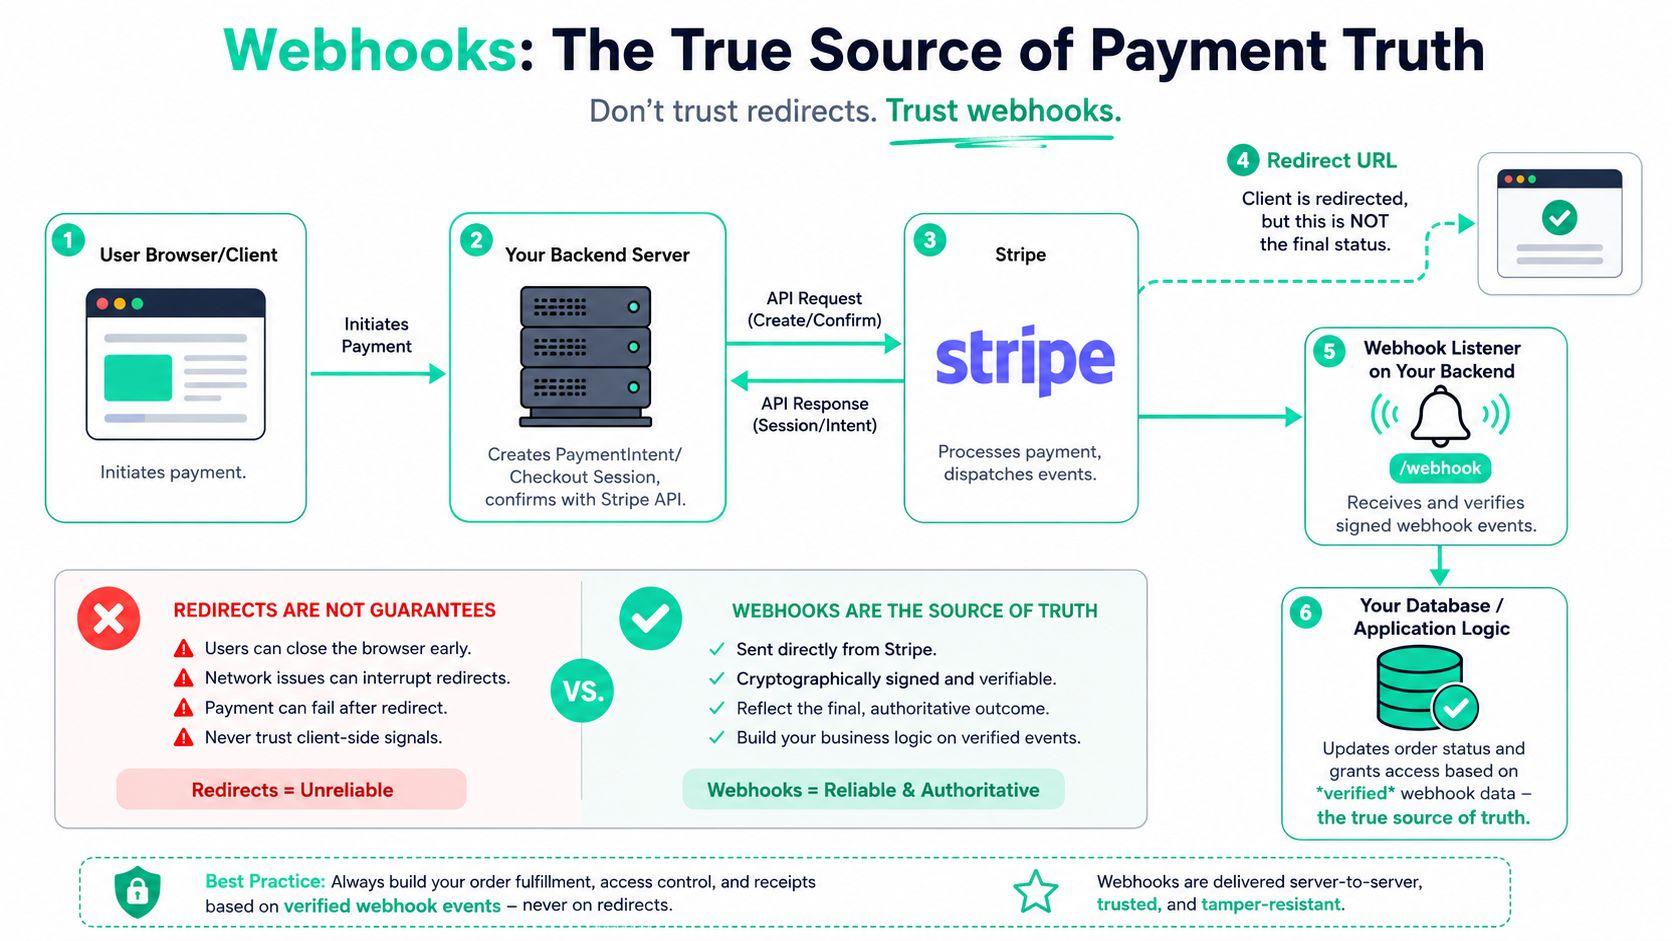 Webhooks: The True Source of Payment Truth
Don't trust redirects. Trust webhooks.
1
User Browser/Client
Initiates payment.
Initiates
Payment
2
Your Backend Server
Creates PaymentIntent/
Checkout Session,
confirms with Stripe API.
API Request
(Create/Confirm)
API Response
(Session/Intent)
3
Stripe
stripe
Processes payment,
dispatches events.
4 Redirect URL
Client is redirected,
but this is NOT
the final status.
5
Webhook Listener
on Your Backend
/webhook
Receives and verifies
signed webhook events.
6
Your Database /
Application Logic
Updates order status and
grants access based on
*verified* webhook data –
the true source of truth.
REDIRECTS ARE NOT GUARANTEES
Users can close the browser early.
Network issues can interrupt redirects.
Payment can fail after redirect.
Never trust client-side signals.
Redirects = Unreliable
VS.
WEBHOOKS ARE THE SOURCE OF TRUTH
Sent directly from Stripe.
Cryptographically signed and verifiable.
Reflect the final, authoritative outcome.
Build your business logic on verified events.
Webhooks = Reliable & Authoritative
Best Practice: Always build your order fulfillment, access control, and receipts
based on verified webhook events – never on redirects.
Webhooks are delivered server-to-server,
trusted, and tamper-resistant.